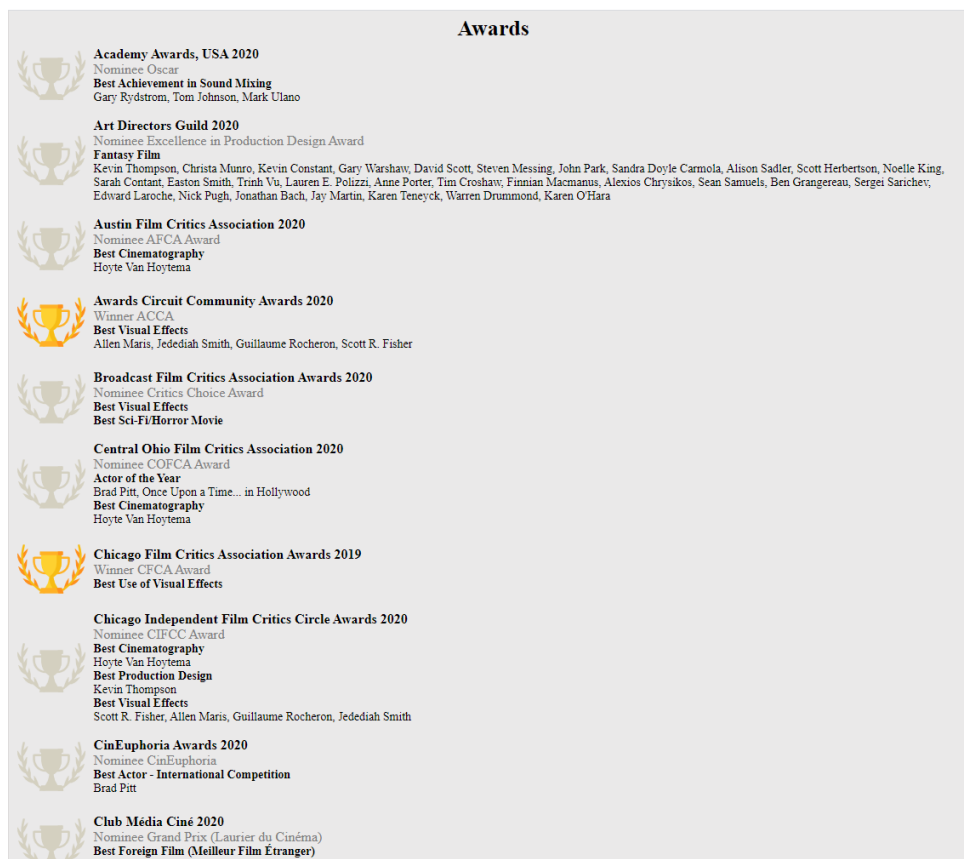 Awards
Academy Awards, USA 2020
Nominee Oscar
Best Achievement in Sound Mixing
Gary Rydstrom, Tom Johnson, Mark Ulano
Art Directors Guild 2020
Nominee Excellence in Production Design Award
Fantasy Film
Kevin Thompson, Christa Munro, Kevin Constant, Gary Warshaw, David Scott, Steven Messing, John Park, Sandra Doyle Carmola, Alison Sadler, Scott Herbertson, Noelle King,
Sarah Contant, Easton Smith, Trinh Vu, Lauren E. Polizzi, Anne Porter, Tim Croshaw, Finnian Macmanus, Alexios Chrysikos, Sean Samuels, Ben Grangereau, Sergei Sarichev,
Edward Laroche, Nick Pugh, Jonathan Bach, Jay Martin, Karen Teneyck, Warren Drummond, Karen O'Hara
Austin Film Critics Association 2020
Nominee AFCA Award
Best Cinematography
Hoyte Van Hoytema
Awards Circuit Community Awards 2020
Winner ACCA
Best Visual Effects
Allen Maris, Jedediah Smith, Guillaume Rocheron, Scott R. Fisher
Broadcast Film Critics Association Awards 2020
Nominee Critics Choice Award
Best Visual Effects
Best Sci-Fi/Horror Movie
Central Ohio Film Critics Association 2020
Nominee COFCA Award
Actor of the Year
Brad Pitt, Once Upon a Time... in Hollywood
Best Cinematography
Hoyte Van Hoytema
Chicago Film Critics Association Awards 2019
Winner CFCA Award
Best Use of Visual Effects
Chicago Independent Film Critics Circle Awards 2020
Nominee CIFCC Award
Best Cinematography
Hoyte Van Hoytema
Best Production Design
Kevin Thompson
Best Visual Effects
Scott R. Fisher, Allen Maris, Guillaume Rocheron, Jedediah Smith
CinEuphoria Awards 2020
Nominee CinEuphoria
Best Actor - International Competition
Brad Pitt
Club Média Ciné 2020
Nominee Grand Prix (Laurier du Cinéma)
Best Foreign Film (Meilleur Film Étranger)